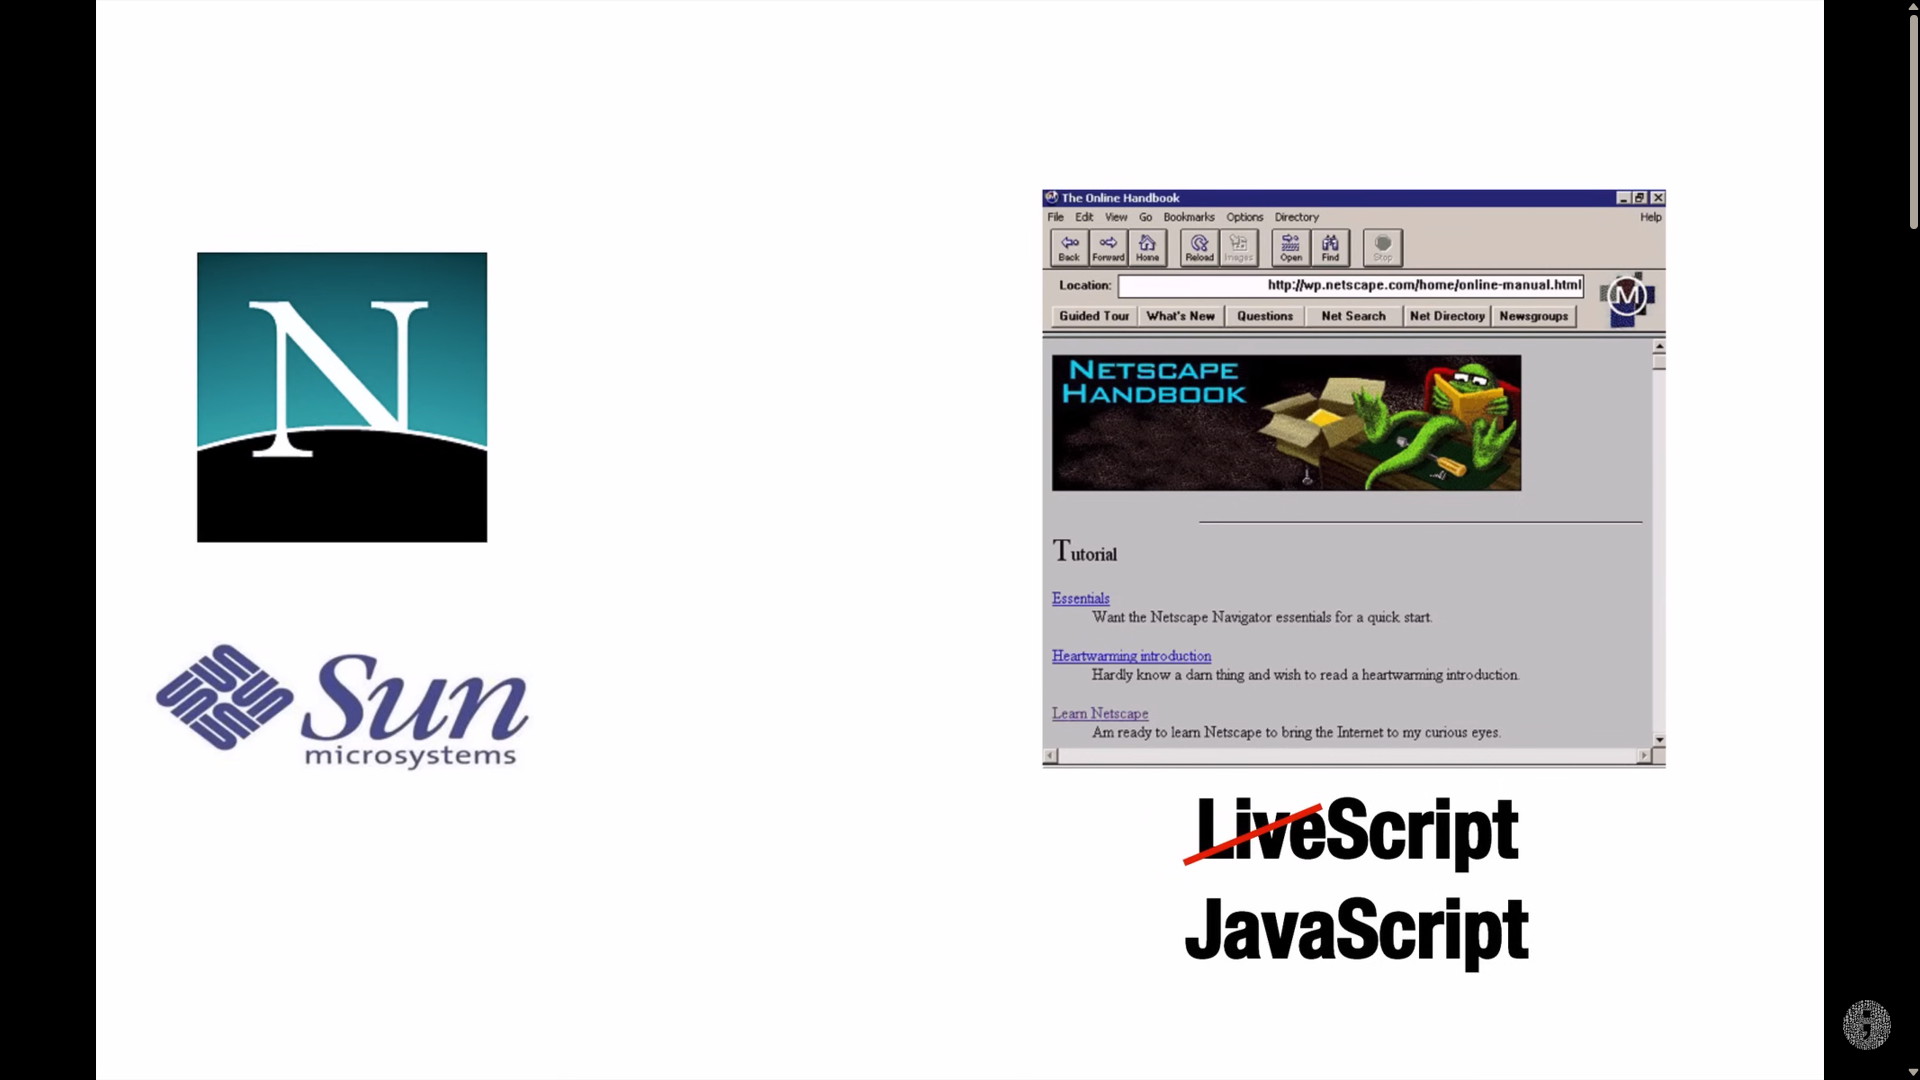 N
Sun
microsystems
The Online Handbook
File Edit View Go Bookmarks Options Directory Help
Back Forward Home Reload Images Open Find Stop
Location: http://wp.netscape.com/home/online-manual.html
M
Guided Tour What's New Questions Net Search Net Directory Newsgroups
NETSCAPE
HANDBOOK
Tutorial
Essentials
Want the Netscape Navigator essentials for a quick start.
Heartwarming introduction
Hardly know a darn thing and wish to read a heartwarming introduction.
Learn Netscape
Am ready to learn Netscape to bring the Internet to my curious eyes.
LiveScript
JavaScript